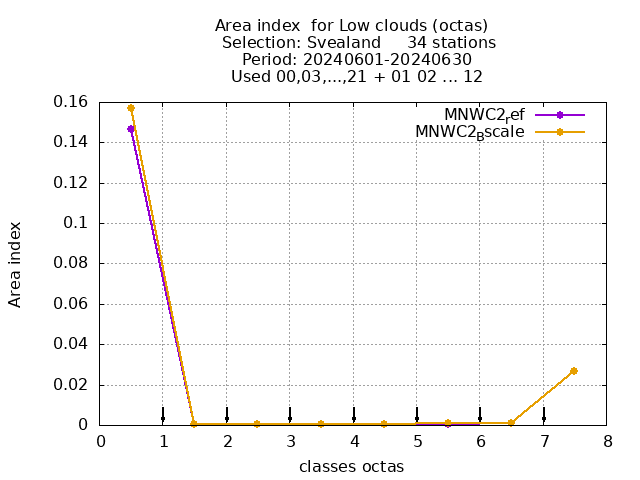 Area index  for Low clouds (octas)
Selection: Svealand     34 stations
Period: 20240601-20240630
Used 00,03,...,21 + 01 02 ... 12
MNWC2ref
MNWC2Bscale
0.16
0.14
0.12
0.1
0.08
0.06
0.04
0.02
0
Area index
0 1 2 3 4 5 6 7 8
classes octas